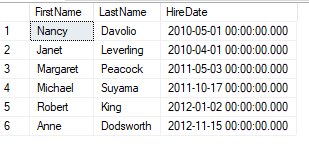 FirstName LastName HireDate
1 Nancy Davolio 2010-05-01 00:00:00.000
2 Janet Leverling 2010-04-01 00:00:00.000
3 Margaret Peacock 2011-05-03 00:00:00.000
4 Michael Suyama 2011-10-17 00:00:00.000
5 Robert King 2012-01-02 00:00:00.000
6 Anne Dodsworth 2012-11-15 00:00:00.000